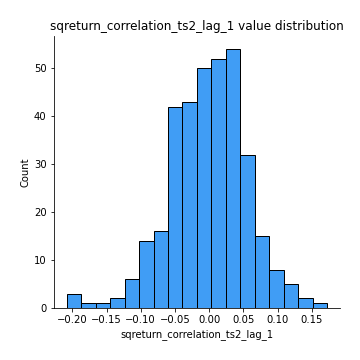 sqreturn_correlation_ts2_lag_1 value distribution
Count
50
40
30
20
10
0
−0.20 −0.15 −0.10 −0.05 0.00 0.05 0.10 0.15
sqreturn_correlation_ts2_lag_1